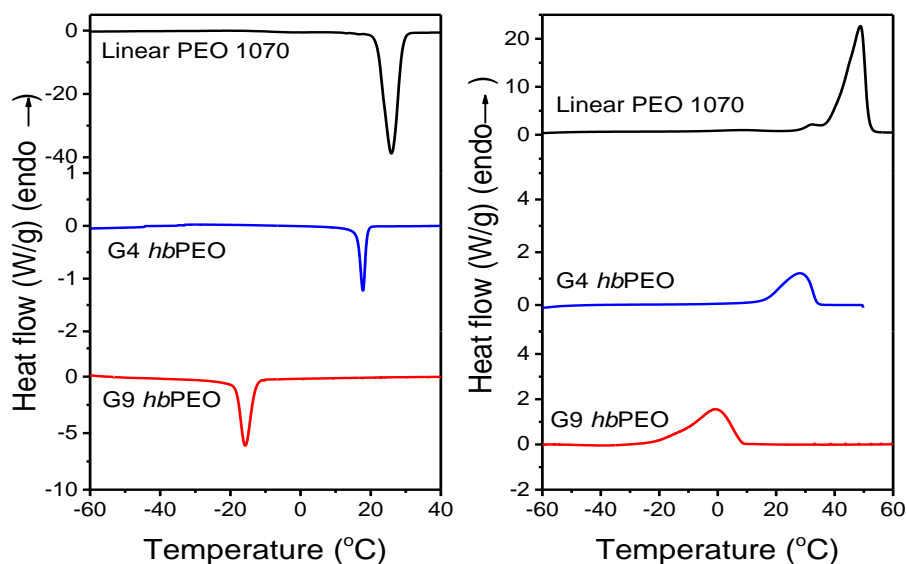 Heat flow (W/g) (endo →)
0
-20
-40
1
0
-1
-2
0
-5
-10
Linear PEO 1070
G4 hbPEO
G9 hbPEO
-60 -40 -20 0 20 40
Temperature (°C)
Heat flow (W/g) (endo→)
20
10
0
4
2
0
4
2
0
-2
Linear PEO 1070
G4 hbPEO
G9 hbPEO
-60 -40 -20 0 20 40 60
Temperature (°C)